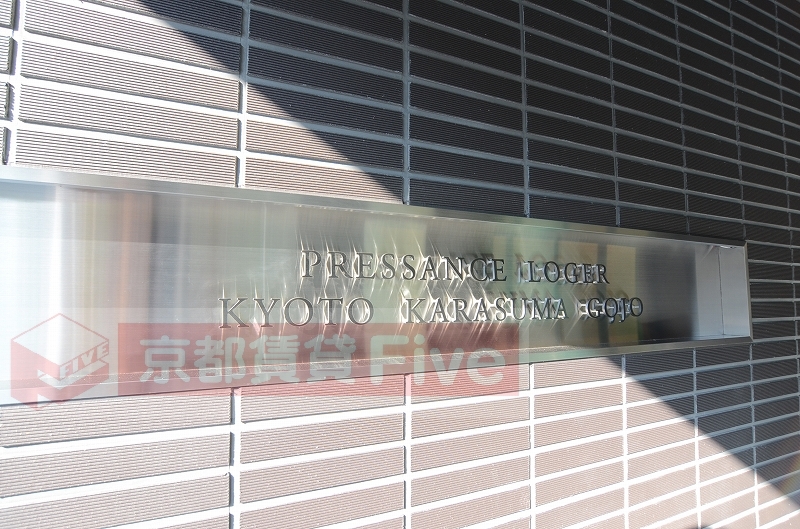 PRESSANCE LOGER
KYOTO KARASUMA GOJO
FIVE 京都賃貸Five